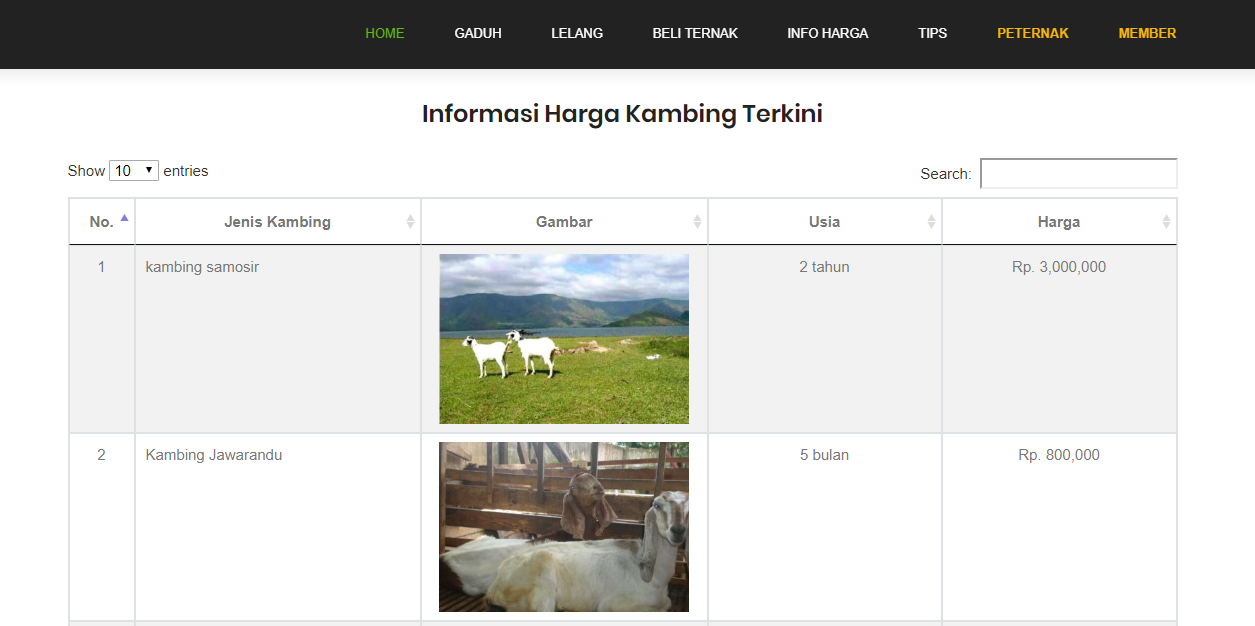 HOME GADUH LELANG BELI TERNAK INFO HARGA TIPS PETERNAK MEMBER
Informasi Harga Kambing Terkini
Show 10 entries Search:
No. Jenis Kambing Gambar Usia Harga
1 kambing samosir 2 tahun Rp. 3,000,000
2 Kambing Jawarandu 5 bulan Rp. 800,000